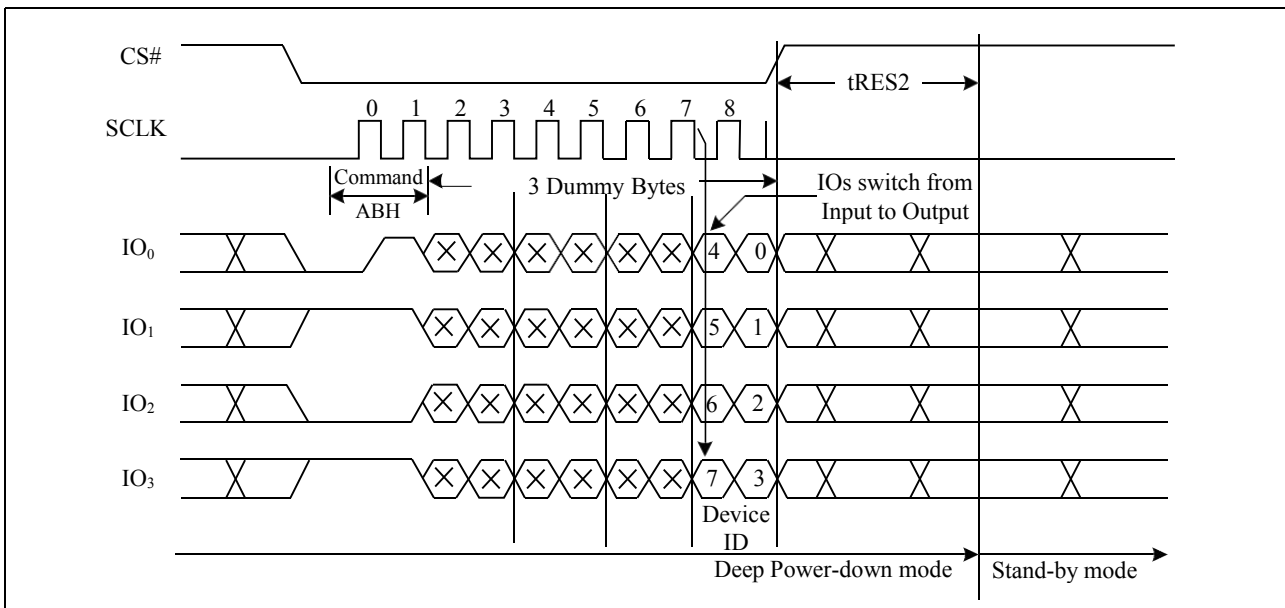 CS#
tRES2
0 1 2 3 4 5 6 7 8
SCLK
Command
ABH
3 Dummy Bytes
IOs switch from
Input to Output
IO₀
4 0
IO₁
5 1
IO₂
6 2
IO₃
7 3
Device
ID
Deep Power-down mode
Stand-by mode